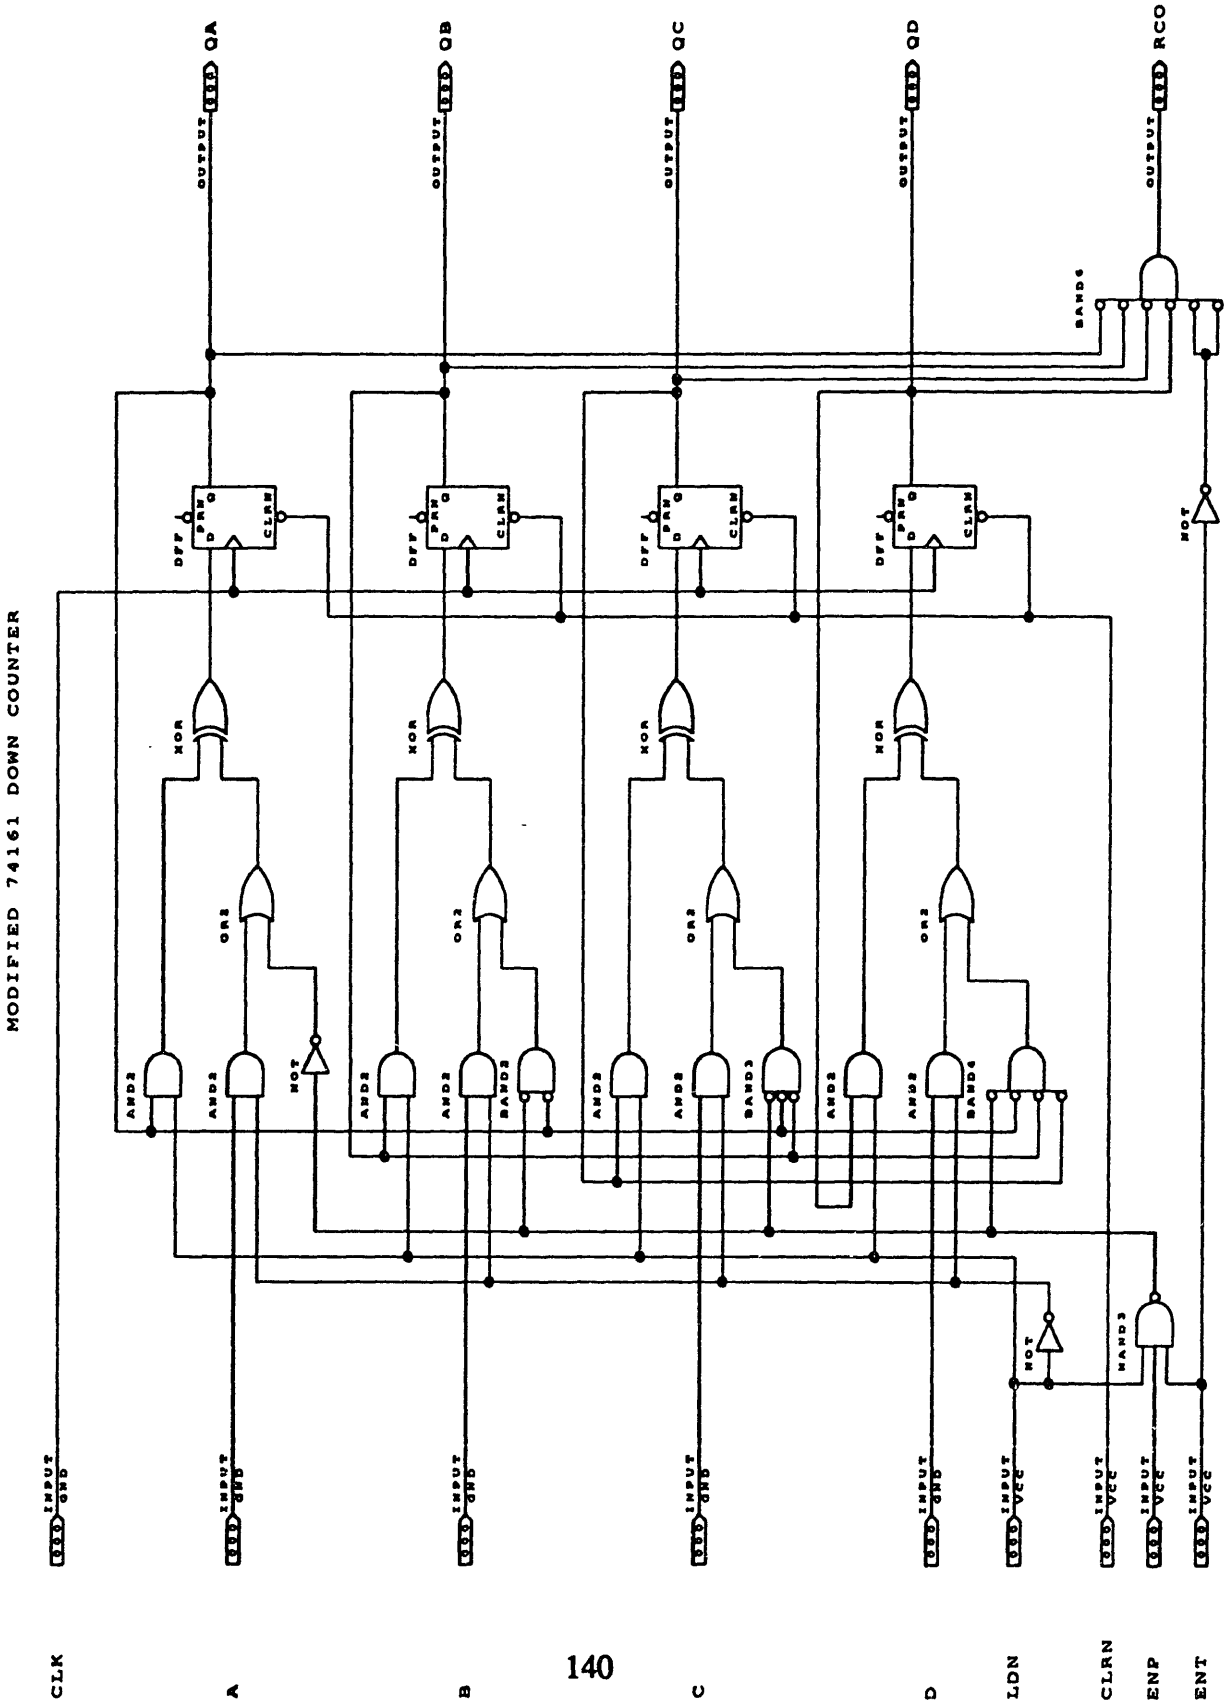 MODIFIED 74161 DOWN COUNTER
CLK
INPUT
GND
AND2
DFF
XOR
OUTPUT
QA
PRN
D
Q
CLRN
A
INPUT
GND
AND2
OR2
NOT
AND2
XOR
DFF
PRN
D
Q
CLRN
OUTPUT
QB
B
INPUT
GND
AND2
BAND2
OR2
AND2
XOR
DFF
PRN
D
Q
CLRN
OUTPUT
QC
C
INPUT
GND
AND2
BAND3
OR2
AND2
XOR
DFF
PRN
D
Q
CLRN
OUTPUT
QD
D
INPUT
GND
AND2
BAND4
OR2
LDN
INPUT
VCC
NOT
BAND6
CLRN
INPUT
VCC
NAND3
OUTPUT
RCO
ENP
INPUT
VCC
NOT
ENT
INPUT
VCC
140